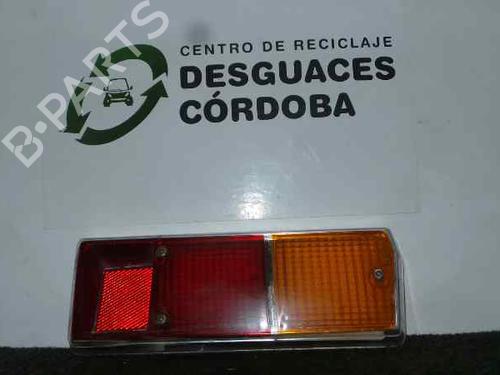 B-PARTS
CENTRO DE RECICLAJE
DESGUACES
CÓRDOBA